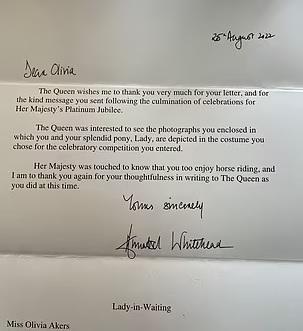 25th August 2022
Dear Olivia
The Queen wishes me to thank you very much for your letter, and for
the kind message you sent following the culmination of celebrations for
Her Majesty's Platinum Jubilee.
The Queen was interested to see the photographs you enclosed in
which you and your splendid pony, Lady, are depicted in the costume you
chose for the celebratory competition you entered.
Her Majesty was touched to know that you too enjoy horse riding, and
I am to thank you again for your thoughtfulness in writing to The Queen as
you did at this time.
Yours sincerely
Annabel Whitehead
Lady-in-Waiting
Miss Olivia Akers